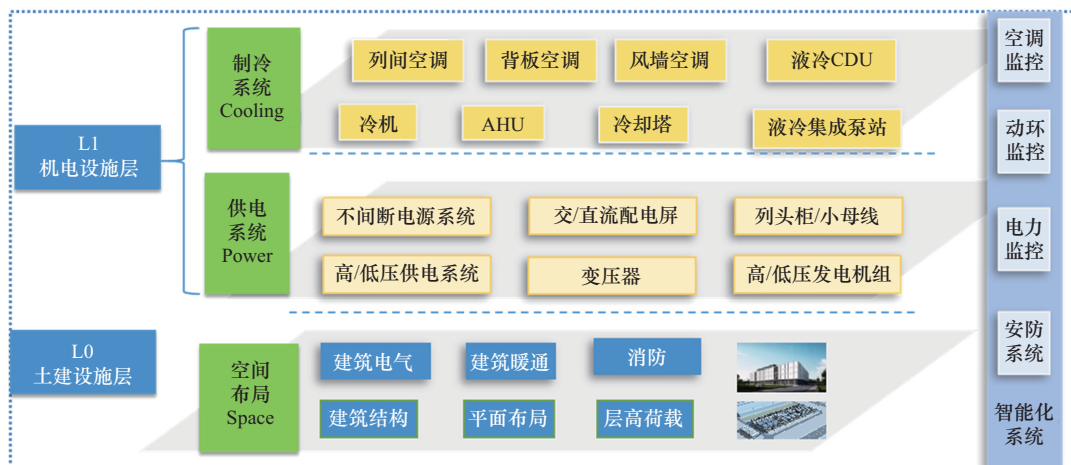 L1
机电设施层
制冷
系统
Cooling
列间空调
背板空调
风墙空调
液冷CDU
冷机
AHU
冷却塔
液冷集成泵站
供电
系统
Power
不间断电源系统
交/直流配电屏
列头柜/小母线
高/低压供电系统
变压器
高/低压发电机组
L0
土建设施层
空间
布局
Space
建筑电气
建筑暖通
消防
建筑结构
平面布局
层高荷载
空调
监控
动环
监控
电力
监控
安防
系统
智能化
系统